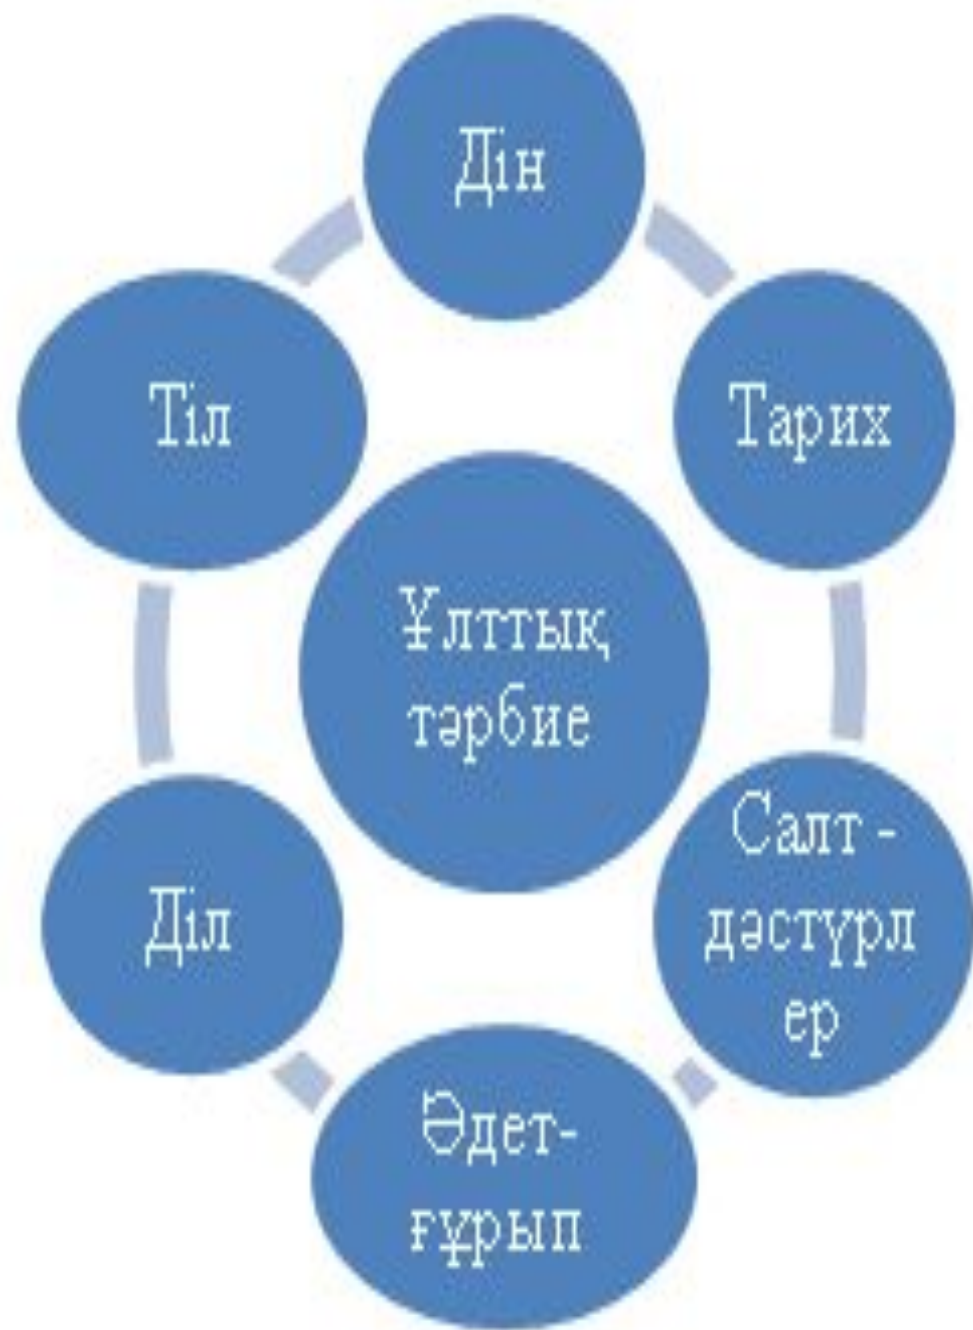 Дін
Тарих
Салт -
дәстүрл
ер
Әдет-
ғұрып
Діл
Тіл
Ұлттық
тәрбие